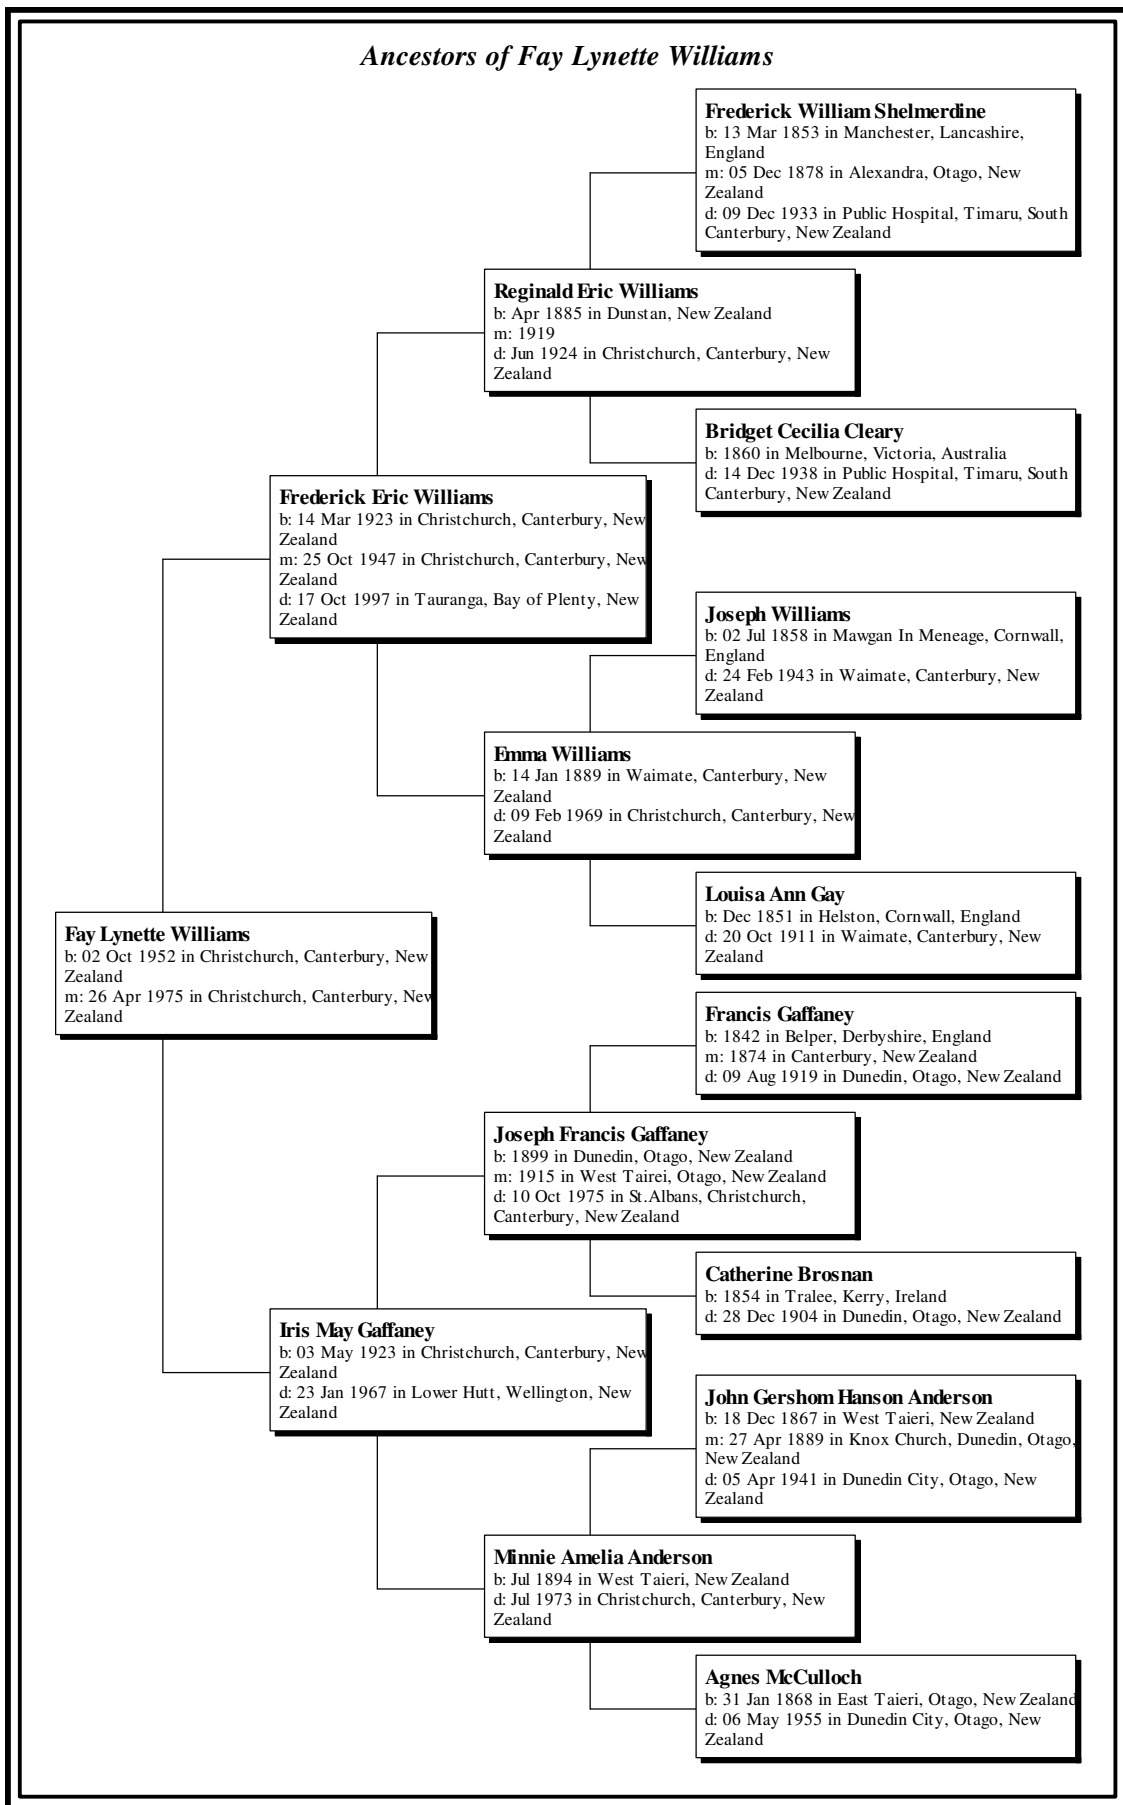 Ancestors of Fay Lynette Williams
Frederick William Shelmerdine
b: 13 Mar 1853 in Manchester, Lancashire,
England
m: 05 Dec 1878 in Alexandra, Otago, New
Zealand
d: 09 Dec 1933 in Public Hospital, Timaru, South
Canterbury, New Zealand
Reginald Eric Williams
b: Apr 1885 in Dunstan, New Zealand
m: 1919
d: Jun 1924 in Christchurch, Canterbury, New
Zealand
Bridget Cecilia Cleary
b: 1860 in Melbourne, Victoria, Australia
d: 14 Dec 1938 in Public Hospital, Timaru, South
Canterbury, New Zealand
Frederick Eric Williams
b: 14 Mar 1923 in Christchurch, Canterbury, New
Zealand
m: 25 Oct 1947 in Christchurch, Canterbury, New
Zealand
d: 17 Oct 1997 in Tauranga, Bay of Plenty, New
Zealand
Joseph Williams
b: 02 Jul 1858 in Mawgan In Meneage, Cornwall,
England
d: 24 Feb 1943 in Waimate, Canterbury, New
Zealand
Emma Williams
b: 14 Jan 1889 in Waimate, Canterbury, New
Zealand
d: 09 Feb 1969 in Christchurch, Canterbury, New
Zealand
Louisa Ann Gay
b: Dec 1851 in Helston, Cornwall, England
d: 20 Oct 1911 in Waimate, Canterbury, New
Zealand
Fay Lynette Williams
b: 02 Oct 1952 in Christchurch, Canterbury, New
Zealand
m: 26 Apr 1975 in Christchurch, Canterbury, New
Zealand
Francis Gaffaney
b: 1842 in Belper, Derbyshire, England
m: 1874 in Canterbury, New Zealand
d: 09 Aug 1919 in Dunedin, Otago, New Zealand
Joseph Francis Gaffaney
b: 1899 in Dunedin, Otago, New Zealand
m: 1915 in West Tairei, Otago, New Zealand
d: 10 Oct 1975 in St.Albans, Christchurch,
Canterbury, New Zealand
Catherine Brosnan
b: 1854 in Tralee, Kerry, Ireland
d: 28 Dec 1904 in Dunedin, Otago, New Zealand
Iris May Gaffaney
b: 03 May 1923 in Christchurch, Canterbury, New
Zealand
d: 23 Jan 1967 in Lower Hutt, Wellington, New
Zealand
John Gershom Hanson Anderson
b: 18 Dec 1867 in West Taieri, New Zealand
m: 27 Apr 1889 in Knox Church, Dunedin, Otago,
New Zealand
d: 05 Apr 1941 in Dunedin City, Otago, New
Zealand
Minnie Amelia Anderson
b: Jul 1894 in West Taieri, New Zealand
d: Jul 1973 in Christchurch, Canterbury, New
Zealand
Agnes McCulloch
b: 31 Jan 1868 in East Taieri, Otago, New Zealand
d: 06 May 1955 in Dunedin City, Otago, New
Zealand